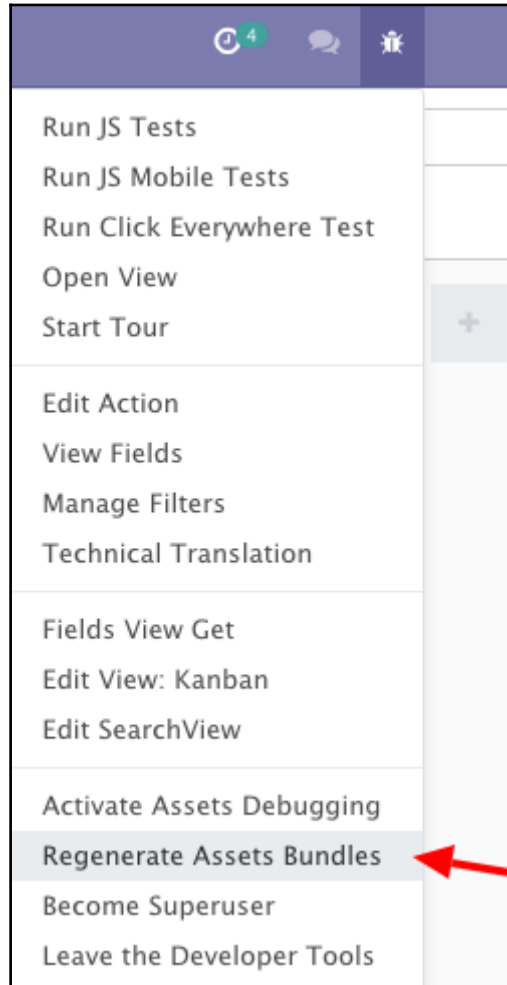 4
Run JS Tests
Run JS Mobile Tests
Run Click Everywhere Test
Open View
Start Tour
Edit Action
View Fields
Manage Filters
Technical Translation
Fields View Get
Edit View: Kanban
Edit SearchView
Activate Assets Debugging
Regenerate Assets Bundles
Become Superuser
Leave the Developer Tools